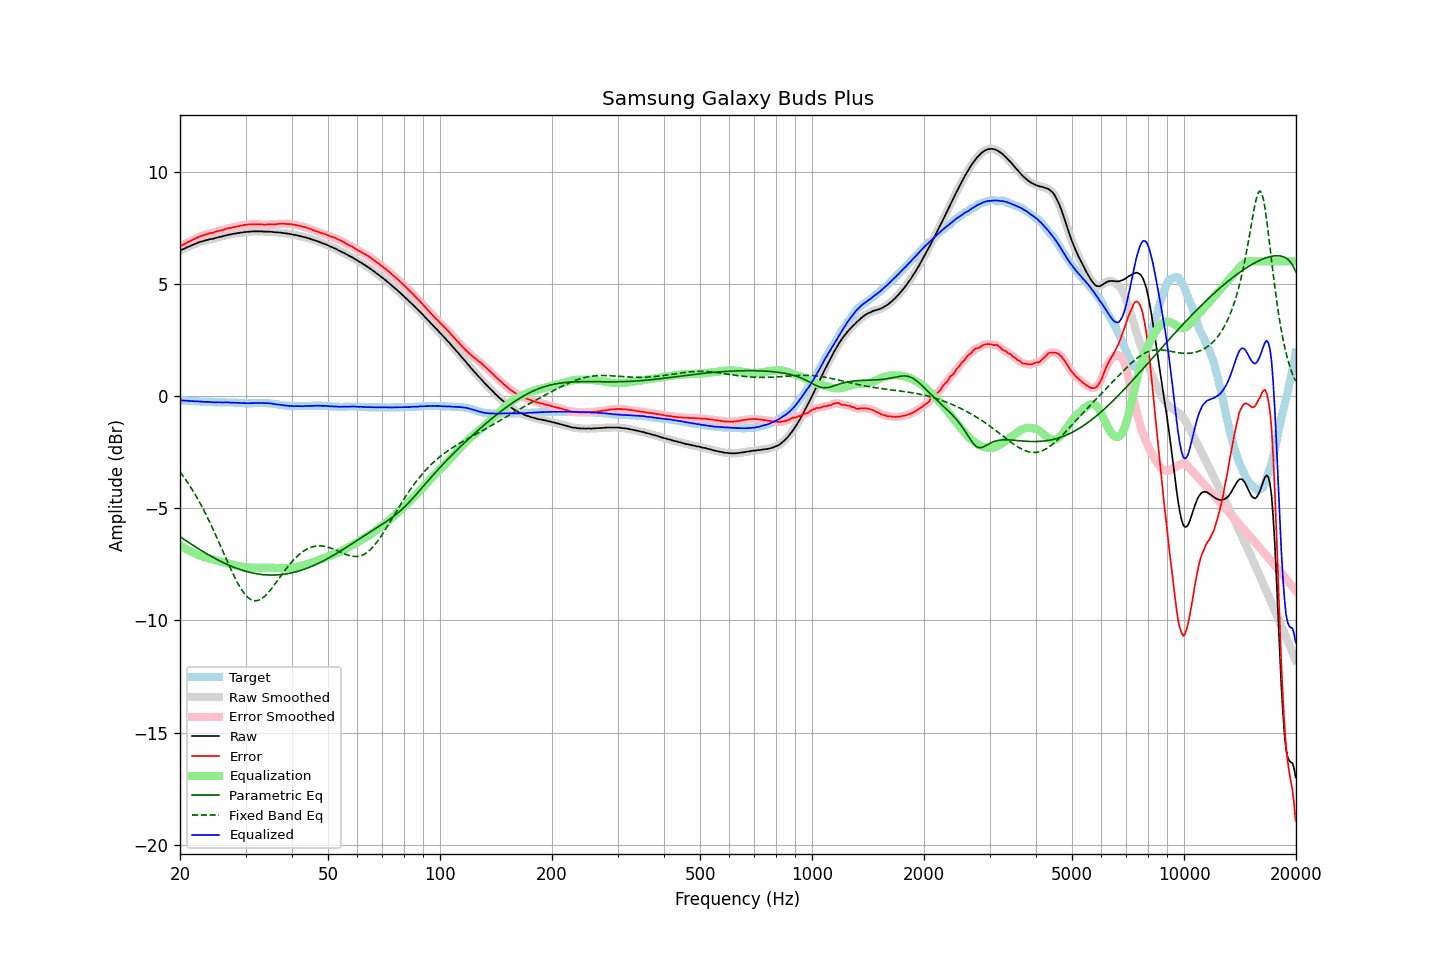 Samsung Galaxy Buds Plus
Amplitude (dBr)
10
5
0
−5
−10
−15
−20
Target
Raw Smoothed
Error Smoothed
Raw
Error
Equalization
Parametric Eq
Fixed Band Eq
Equalized
20 50 100 200 500 1000 2000 5000 10000 20000
Frequency (Hz)